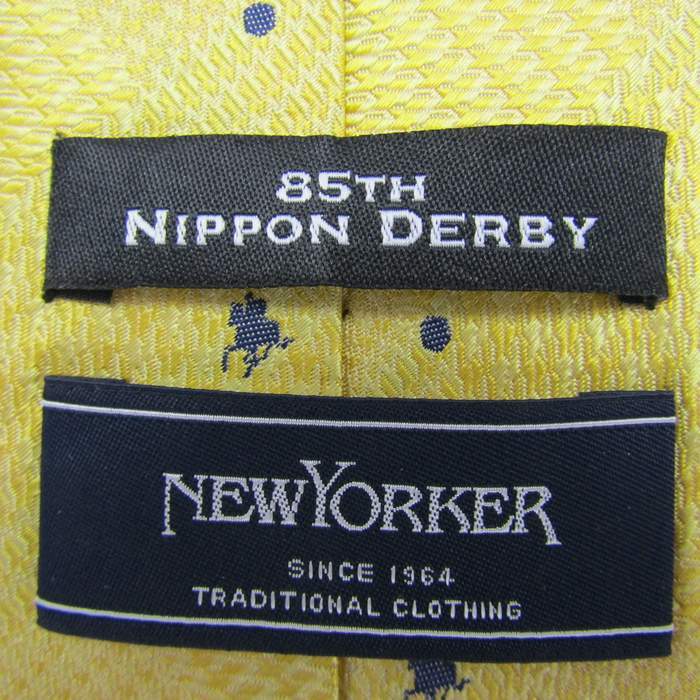 85TH
NIPPON DERBY
NEWYORKER
SINCE 1964
TRADITIONAL CLOTHING